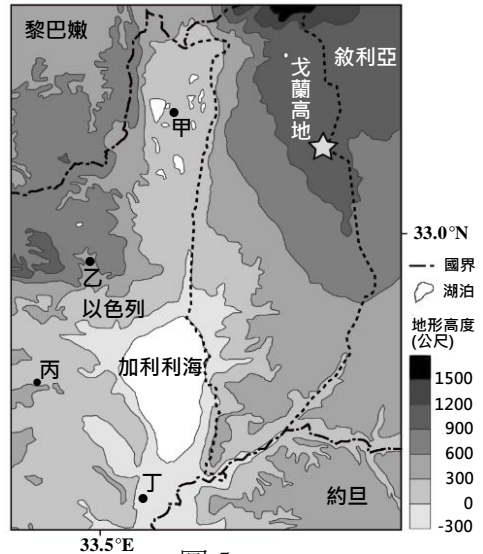 黎巴嫩
敘利亞
戈蘭高地
甲
33.0°N
國界
湖泊
乙
以色列
地形高度
(公尺)
加利利海
丙
1500
1200
900
600
300
0
-300
丁
約旦
33.5°E